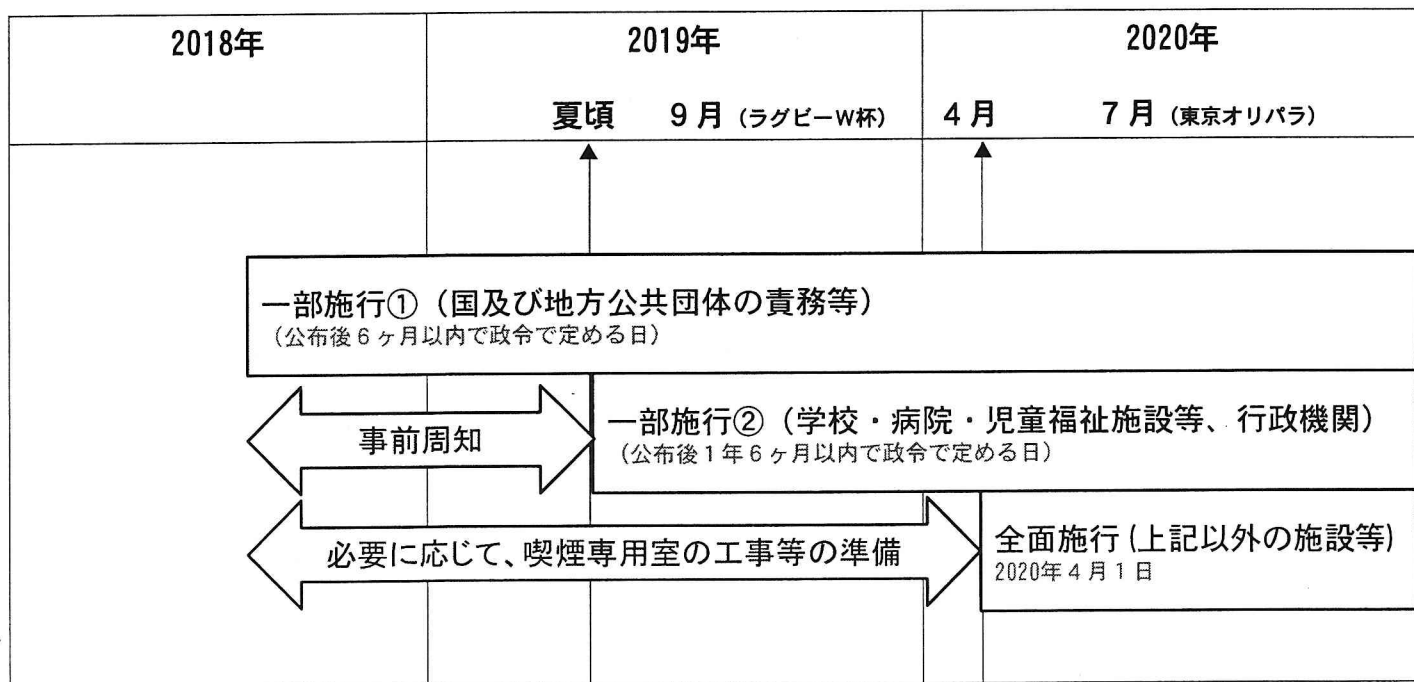 2018年
2019年
2020年
夏頃 9月(ラグビーW杯)
4月 7月(東京オリパラ)
一部施行①(国及び地方公共団体の責務等)
(公布後6ヶ月以内で政令で定める日)
事前周知
一部施行②(学校・病院・児童福祉施設等、行政機関)
(公布後1年6ヶ月以内で政令で定める日)
必要に応じて、喫煙専用室の工事等の準備
全面施行(上記以外の施設等)
2020年4月1日